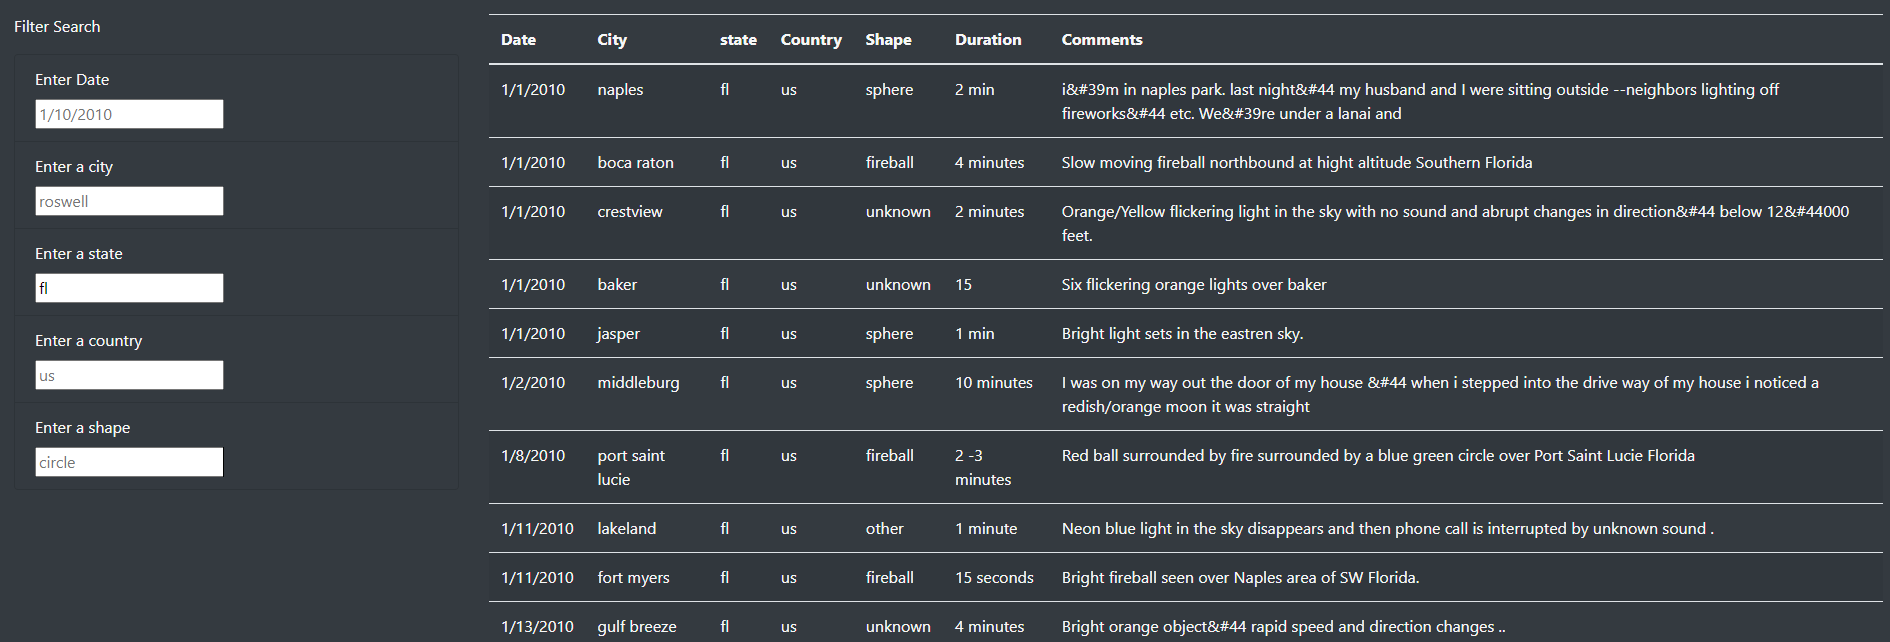 Filter Search
Enter Date
1/10/2010
Enter a city
roswell
Enter a state
fl
Enter a country
us
Enter a shape
circle
Date City state Country Shape Duration Comments
1/1/2010 naples fl us sphere 2 min i&#39m in naples park. last night&#44 my husband and I were sitting outside --neighbors lighting off
fireworks&#44 etc. We&#39re under a lanai and
1/1/2010 boca raton fl us fireball 4 minutes Slow moving fireball northbound at hight altitude Southern Florida
1/1/2010 crestview fl us unknown 2 minutes Orange/Yellow flickering light in the sky with no sound and abrupt changes in direction&#44 below 12&#44000
feet.
1/1/2010 baker fl us unknown 15 Six flickering orange lights over baker
1/1/2010 jasper fl us sphere 1 min Bright light sets in the eastren sky.
1/2/2010 middleburg fl us sphere 10 minutes I was on my way out the door of my house &#44 when i stepped into the drive way of my house i noticed a
redish/orange moon it was straight
1/8/2010 port saint fl us fireball 2 -3 Red ball surrounded by fire surrounded by a blue green circle over Port Saint Lucie Florida
lucie minutes
1/11/2010 lakeland fl us other 1 minute Neon blue light in the sky disappears and then phone call is interrupted by unknown sound .
1/11/2010 fort myers fl us fireball 15 seconds Bright fireball seen over Naples area of SW Florida.
1/13/2010 gulf breeze fl us unknown 4 minutes Bright orange object&#44 rapid speed and direction changes ..